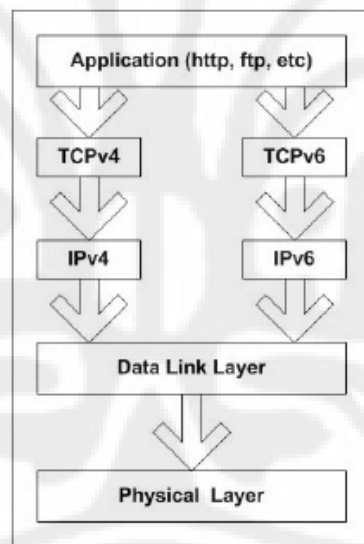 Application (http, ftp, etc)
TCPv4
TCPv6
IPv4
IPv6
Data Link Layer
Physical Layer